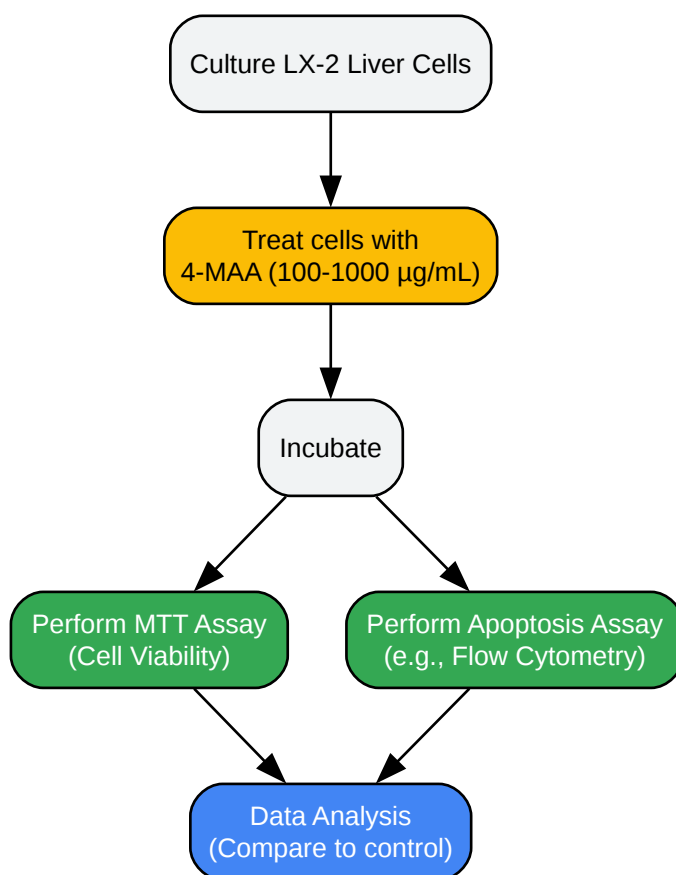 Culture LX-2 Liver Cells
Treat cells with
4-MAA (100-1000 µg/mL)
Incubate
Perform MTT Assay
(Cell Viability)
Perform Apoptosis Assay
(e.g., Flow Cytometry)
Data Analysis
(Compare to control)